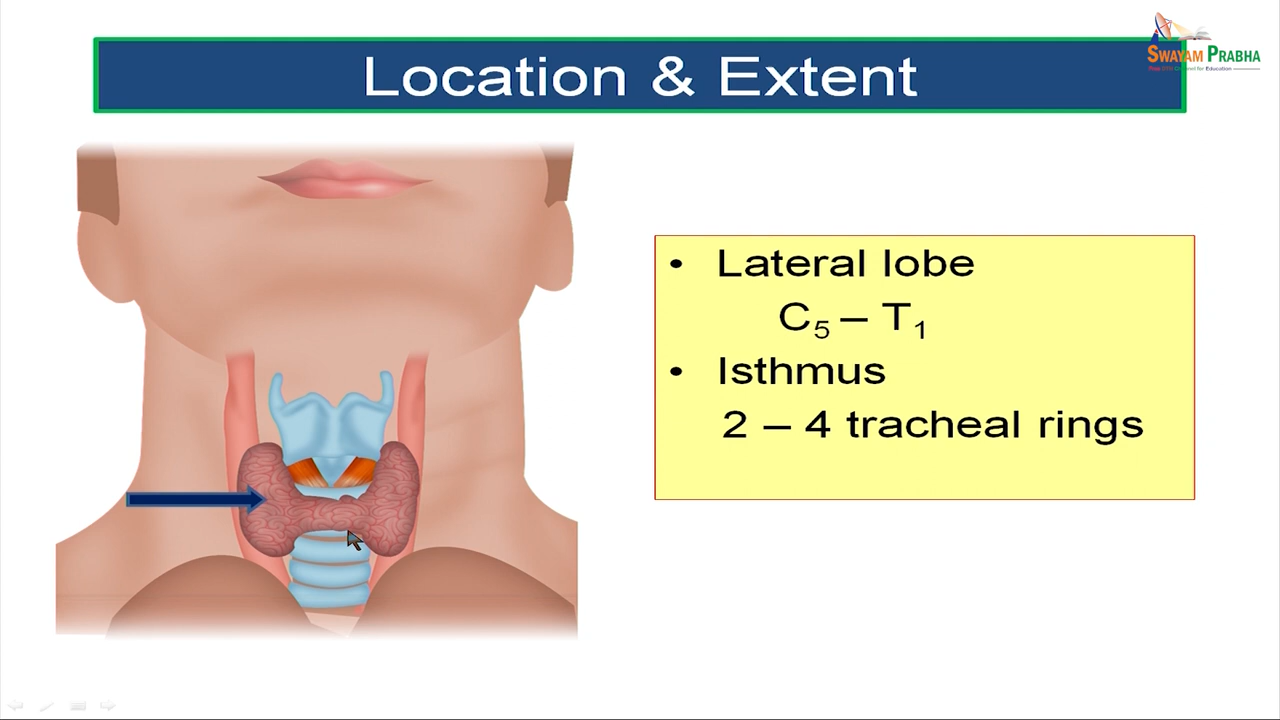 Location & Extent
SWAYAM PRABHA
• Lateral lobe
C₅ – T₁
• Isthmus
2 – 4 tracheal rings